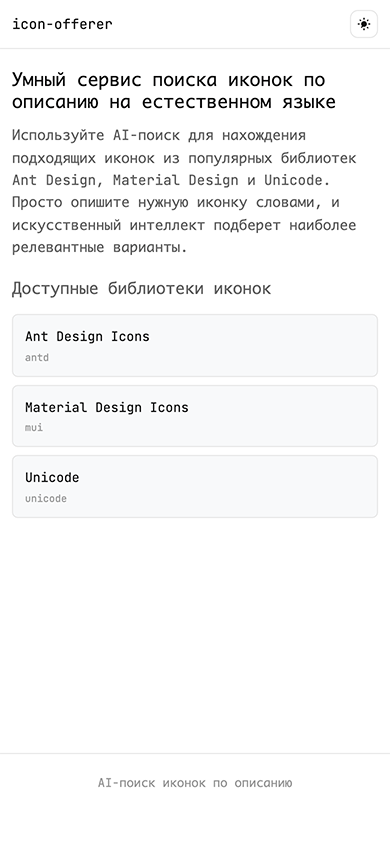 icon-offerer
Умный сервис поиска иконок по
описанию на естественном языке
Используйте AI-поиск для нахождения
подходящих иконок из популярных библиотек
Ant Design, Material Design и Unicode.
Просто опишите нужную иконку словами, и
искусственный интеллект подберет наиболее
релевантные варианты.
Доступные библиотеки иконок
Ant Design Icons
antd
Material Design Icons
mui
Unicode
unicode
AI-поиск иконок по описанию